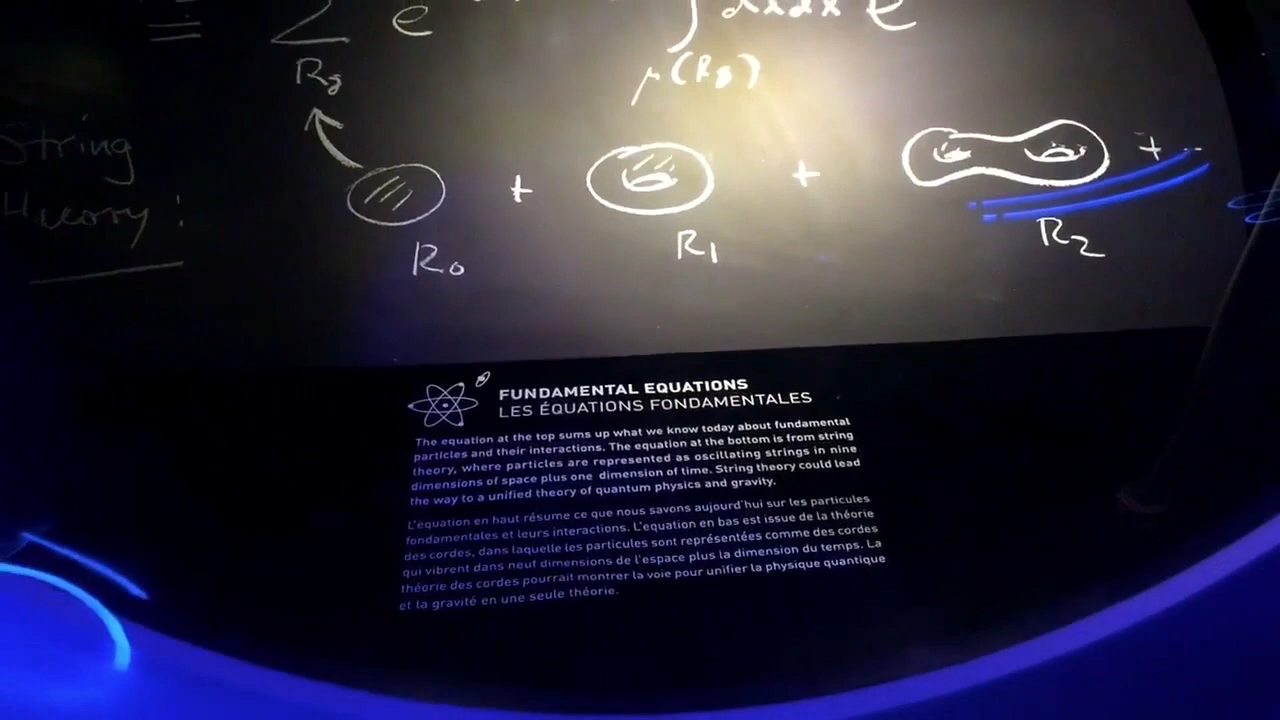 ≡ Σ e ∫ dxdx e
R₈ μ(R₈)
String
Theory:
+ + + ...
R₀ R₁ R₂
FUNDAMENTAL EQUATIONS
LES ÉQUATIONS FONDAMENTALES
The equation at the top sums up what we know today about fundamental
particles and their interactions. The equation at the bottom is from string
theory, where particles are represented as oscillating strings in nine
dimensions of space plus one dimension of time. String theory could lead
the way to a unified theory of quantum physics and gravity.
L'équation en haut résume ce que nous savons aujourd'hui sur les particules
fondamentales et leurs interactions. L'équation en bas est issue de la théorie
des cordes, dans laquelle les particules sont représentées comme des cordes
qui vibrent dans neuf dimensions de l'espace plus la dimension du temps. La
théorie des cordes pourrait montrer la voie pour unifier la physique quantique
et la gravité en une seule théorie.